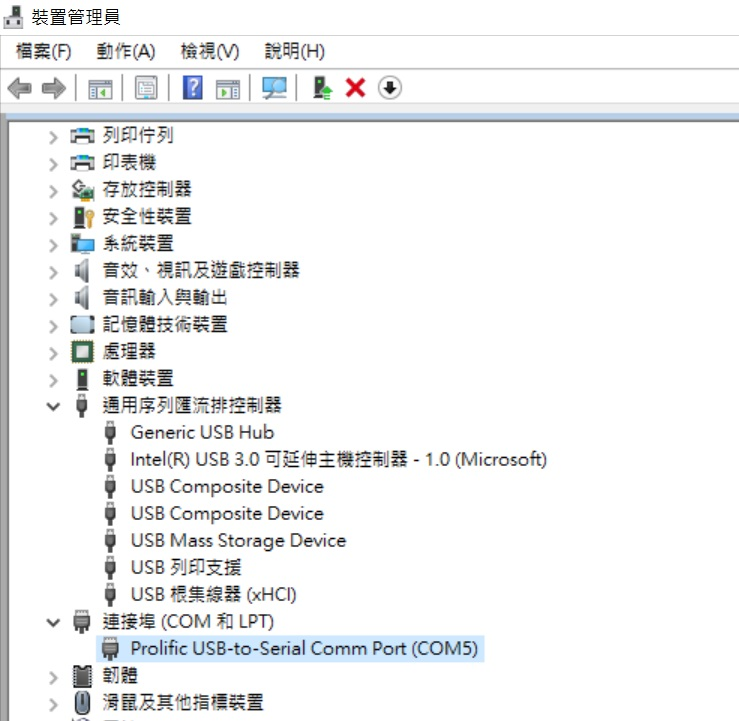 裝置管理員
檔案(F) 動作(A) 檢視(V) 說明(H)
列印佇列
印表機
存放控制器
安全性裝置
系統裝置
音效、視訊及遊戲控制器
音訊輸入與輸出
記憶體技術裝置
處理器
軟體裝置
通用序列匯流排控制器
Generic USB Hub
Intel(R) USB 3.0 可延伸主機控制器 - 1.0 (Microsoft)
USB Composite Device
USB Composite Device
USB Mass Storage Device
USB 列印支援
USB 根集線器 (xHCI)
連接埠 (COM 和 LPT)
Prolific USB-to-Serial Comm Port (COM5)
韌體
滑鼠及其他指標裝置